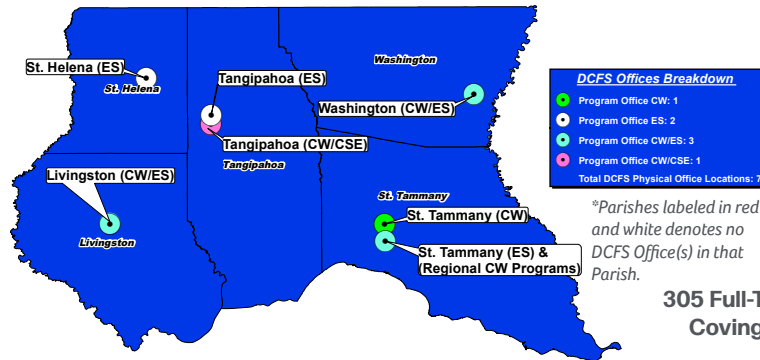 Washington
St. Helena (ES)
St. Helena
Tangipahoa (ES)
Washington (CW/ES)
Tangipahoa (CW/CSE)
Tangipahoa
Livingston (CW/ES)
Livingston
St. Tammany
St. Tammany (CW)
St. Tammany (ES) &
(Regional CW Programs)
DCFS Offices Breakdown
Program Office CW: 1
Program Office ES: 2
Program Office CW/ES: 3
Program Office CW/CSE: 1
Total DCFS Physical Office Locations: 7
*Parishes labeled in red
and white denotes no
DCFS Office(s) in that
Parish.
305 Full-T
Coving